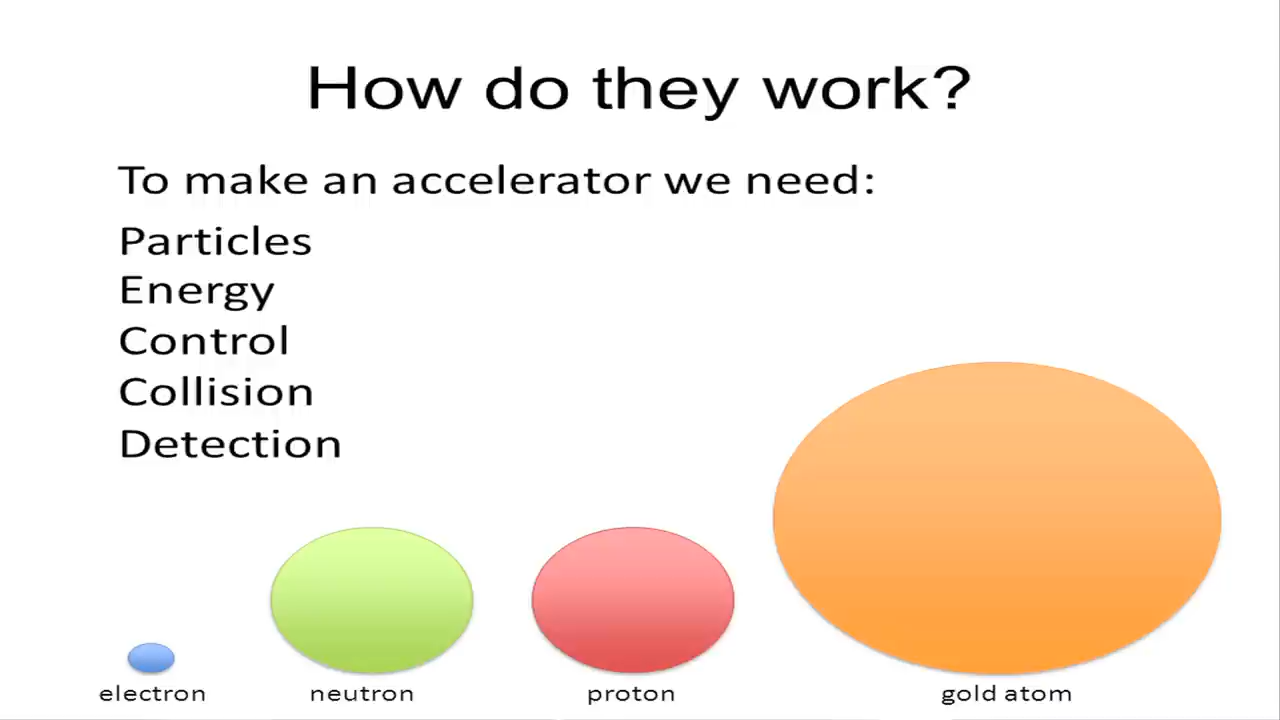 How do they work?
To make an accelerator we need:
Particles
Energy
Control
Collision
Detection
electron
neutron
proton
gold atom